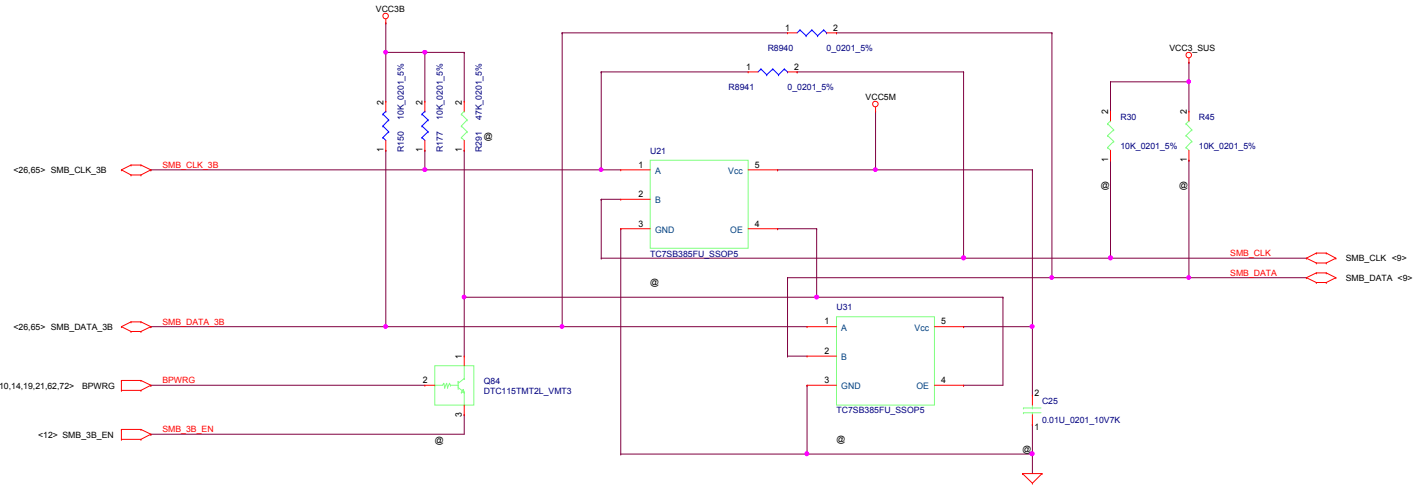 VCC3B
1 2
R8940 0_0201_5%
1 2
R8941 0_0201_5%
VCC3_SUS
VCC5M
2 10K_0201_5%
1 R150
2 10K_0201_5%
1 R177
2 47K_0201_5%
1 R291
@
2 R30
10K_0201_5%
1
@
2 R45
10K_0201_5%
1
@
<26,65> SMB_CLK_3B SMB_CLK_3B
U21
1 A Vcc 5
2 B
3 GND OE 4
TC7SB385FU_SSOP5
@
SMB_CLK SMB_CLK <9>
SMB_DATA SMB_DATA <9>
<26,65> SMB_DATA_3B SMB_DATA_3B
U31
1 A Vcc 5
2 B
3 GND OE 4
TC7SB385FU_SSOP5
@
10,14,19,21,62,72> BPWRG BPWRG
1
2
3
Q84
DTC115TMT2L_VMT3
@
<12> SMB_3B_EN SMB_3B_EN
2 C25
0.01U_0201_10V7K
1
@